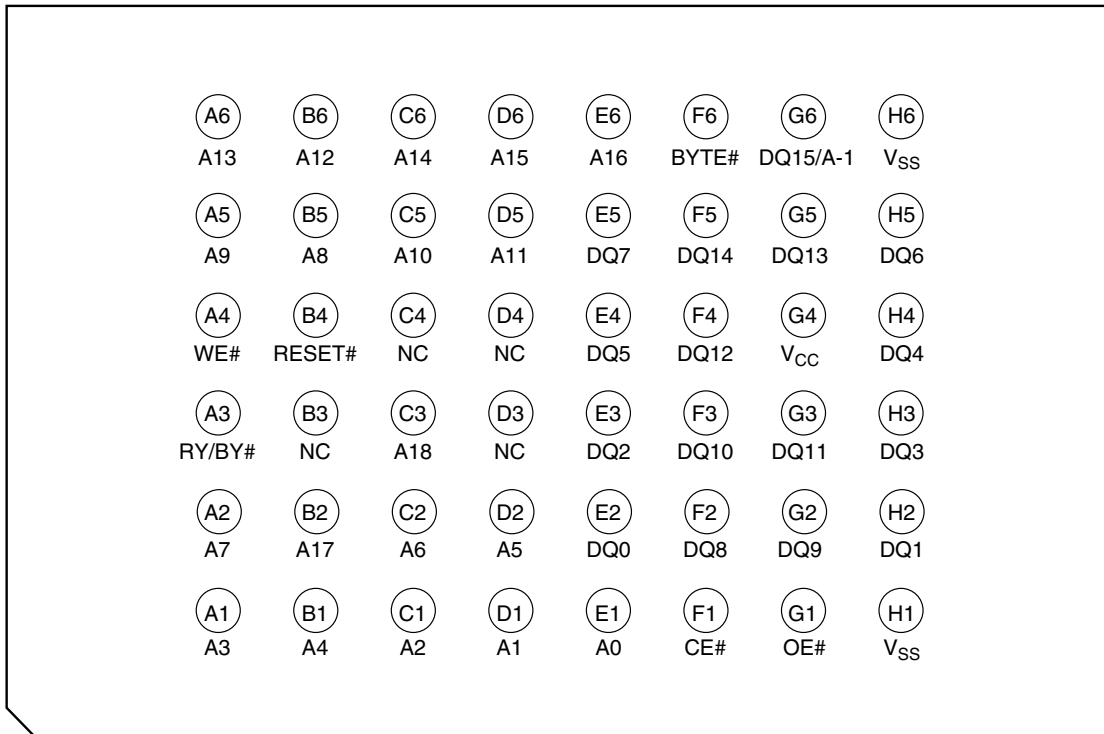 A6 B6 C6 D6 E6 F6 G6 H6
A13 A12 A14 A15 A16 BYTE# DQ15/A-1 VSS
A5 B5 C5 D5 E5 F5 G5 H5
A9 A8 A10 A11 DQ7 DQ14 DQ13 DQ6
A4 B4 C4 D4 E4 F4 G4 H4
WE# RESET# NC NC DQ5 DQ12 VCC DQ4
A3 B3 C3 D3 E3 F3 G3 H3
RY/BY# NC A18 NC DQ2 DQ10 DQ11 DQ3
A2 B2 C2 D2 E2 F2 G2 H2
A7 A17 A6 A5 DQ0 DQ8 DQ9 DQ1
A1 B1 C1 D1 E1 F1 G1 H1
A3 A4 A2 A1 A0 CE# OE# VSS